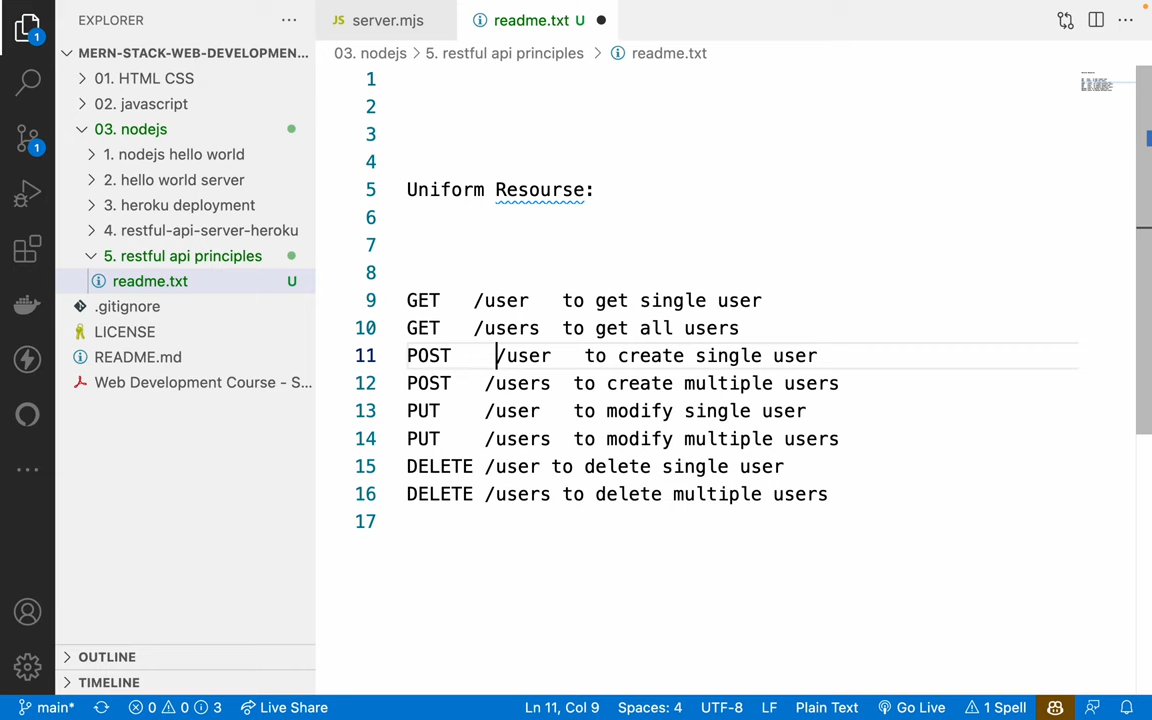 EXPLORER
JS server.mjs
readme.txt U
1
MERN-STACK-WEB-DEVELOPMEN...
03. nodejs > 5. restful api principles > readme.txt
01. HTML CSS
02. javascript
03. nodejs
1. nodejs hello world
2. hello world server
3. heroku deployment
4. restful-api-server-heroku
5. restful api principles
readme.txt U
.gitignore
LICENSE
README.md
Web Development Course - S...
1
OUTLINE
TIMELINE
1
2
3
4
5 Uniform Resourse:
6
7
8
9 GET /user to get single user
10 GET /users to get all users
11 POST /user to create single user
12 POST /users to create multiple users
13 PUT /user to modify single user
14 PUT /users to modify multiple users
15 DELETE /user to delete single user
16 DELETE /users to delete multiple users
17
main* 0 0 3 Live Share Ln 11, Col 9 Spaces: 4 UTF-8 LF Plain Text Go Live 1 Spell